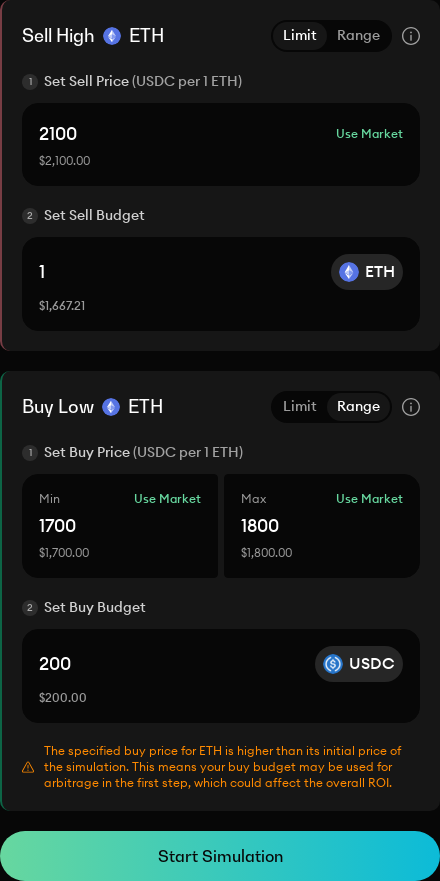 Sell High ETH Limit Range
1 Set Sell Price (USDC per 1 ETH)
2100 Use Market
$2,100.00
2 Set Sell Budget
1 ETH
$1,667.21
Buy Low ETH Limit Range
1 Set Buy Price (USDC per 1 ETH)
Min Use Market Max Use Market
1700 1800
$1,700.00 $1,800.00
2 Set Buy Budget
200 USDC
$200.00
The specified buy price for ETH is higher than its initial price of
the simulation. This means your buy budget may be used for
arbitrage in the first step, which could affect the overall ROI.
Start Simulation